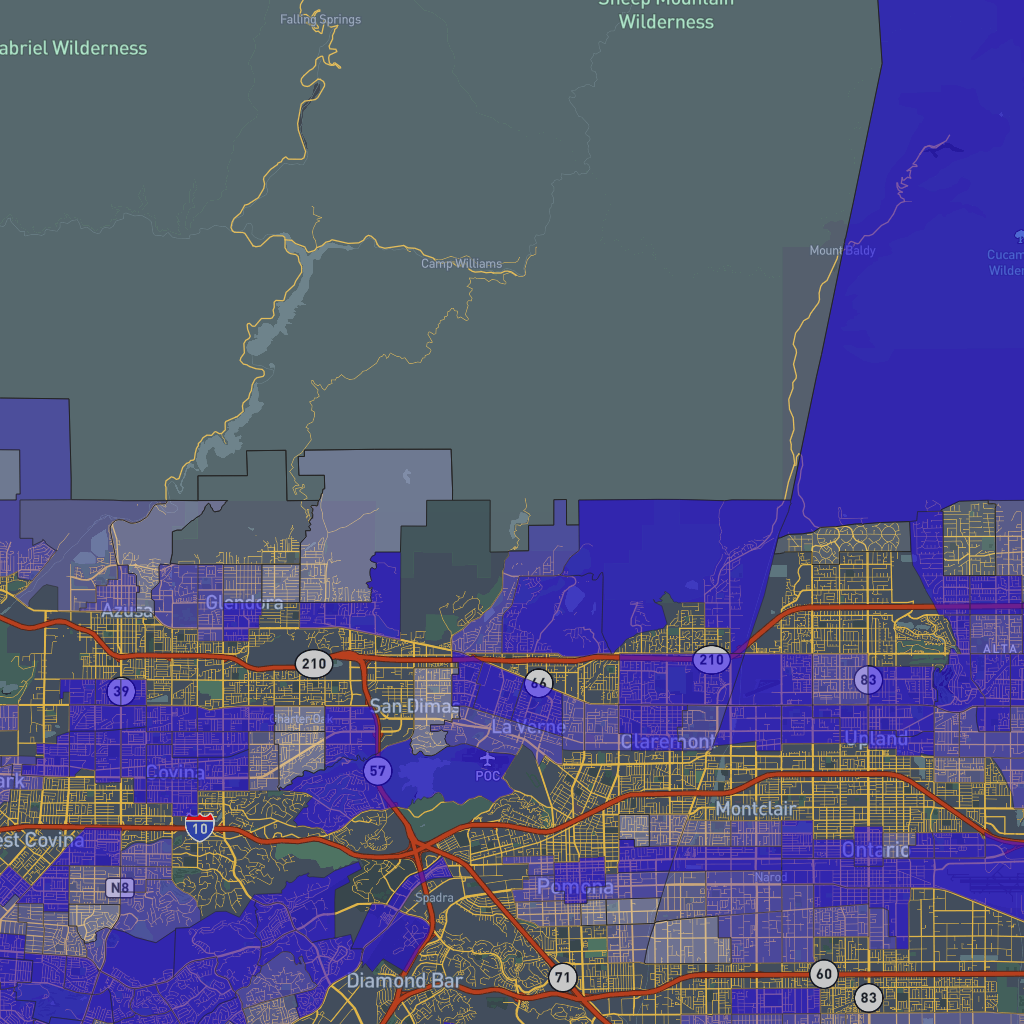 Sheep Mountain
Wilderness
Falling Springs
abriel Wilderness
Mount Baldy
Camp Williams
Cucam
Wilder
Azusa
Glendora
210
210
ALTA
39
66
83
San Dimas
Charter Oa
La Verne
Claremont
Upland
57
POC
ark
Covina
Montclair
10
est Covina
Ontario
N8
Pomona
Narod
Spadra
Diamond Bar
71
60
83